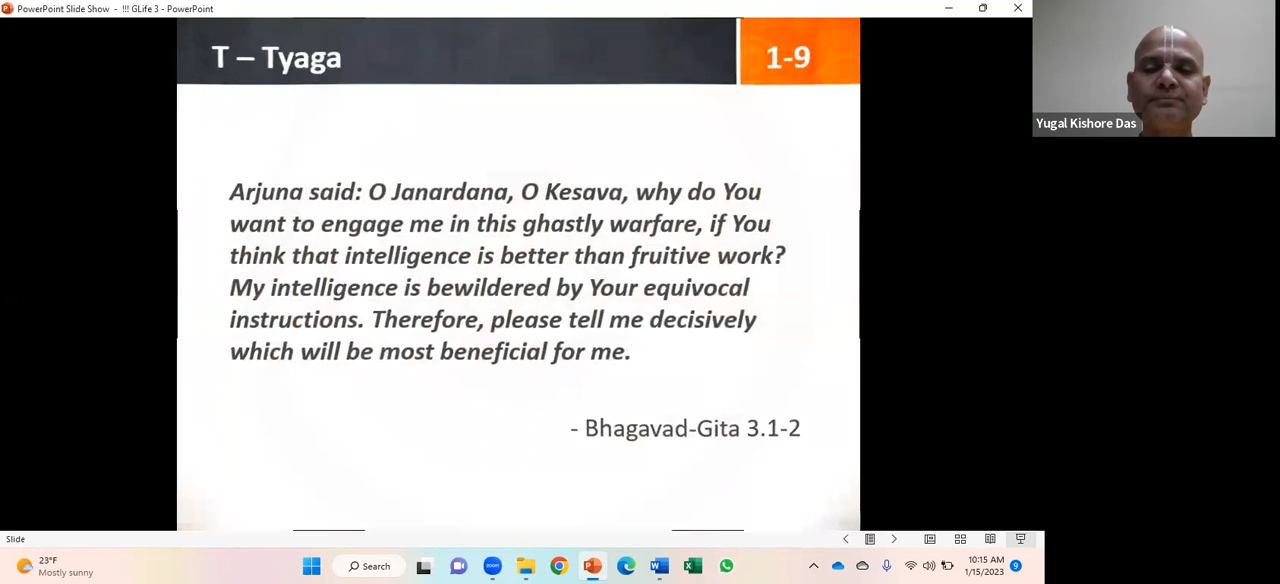 PowerPoint Slide Show - !!! GLife 3 - PowerPoint
T – Tyaga
1-9
Yugal Kishore Das
Arjuna said: O Janardana, O Kesava, why do You
want to engage me in this ghastly warfare, if You
think that intelligence is better than fruitive work?
My intelligence is bewildered by Your equivocal
instructions. Therefore, please tell me decisively
which will be most beneficial for me.
- Bhagavad-Gita 3.1-2
Slide
23°F
Mostly sunny
Search
zoom
10:15 AM
1/15/2023
9